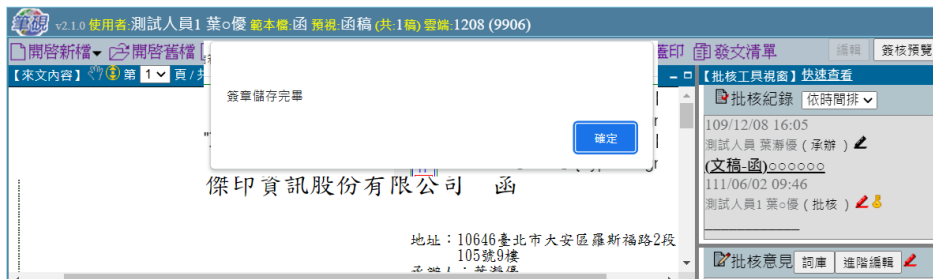 筆硯 v2.1.0 使用者:測試人員1 葉○優 範本檔:函 預視:函稿 (共:1稿) 雲端:1208 (9906)
開啓新檔 開啓舊檔 蓋印 發文清單 編輯 簽核預覽
【來文內容】 第 1 頁/共
【批核工具視窗】快速查看
簽章儲存完畢
確定
批核紀錄 依時間排
109/12/08 16:05
測試人員 葉瀞優 ( 承辦 )
(文稿-函)○○○○○○
111/06/02 09:46
測試人員1 葉○優 ( 批核 )
傑印資訊股份有限公司 函
地址：10646臺北市大安區羅斯福路2段
105號9樓
批核意見 詞庫 進階編輯